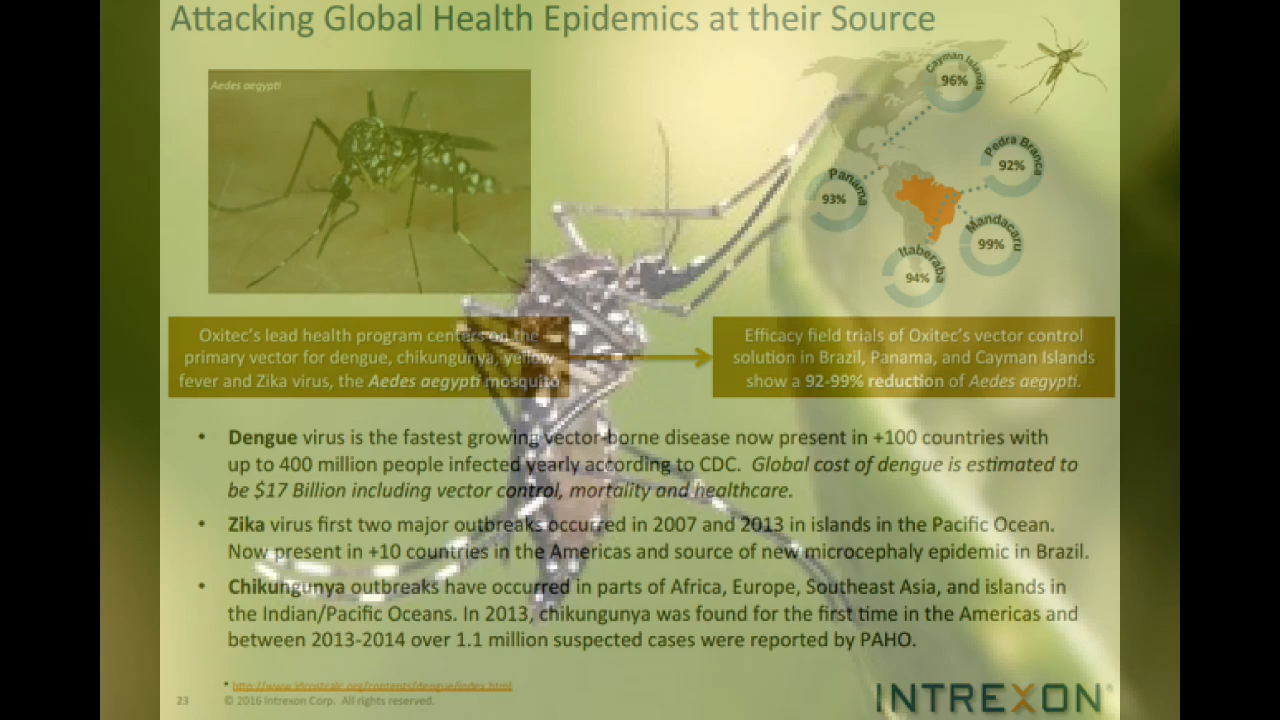 Attacking Global Health Epidemics at their Source
Aedes aegypti
Cayman Islands
96%
Pedra Branca
92%
Panama
93%
Mandacaru
99%
Itaberaba
94%
Oxitec's lead health program centers on the
primary vector for dengue, chikungunya, yellow
fever and Zika virus, the Aedes aegypti mosquito
Efficacy field trials of Oxitec's vector control
solution in Brazil, Panama, and Cayman Islands
show a 92-99% reduction of Aedes aegypti.
• Dengue virus is the fastest growing vector-borne disease now present in +100 countries with
up to 400 million people infected yearly according to CDC. Global cost of dengue is estimated to
be $17 Billion including vector control, mortality and healthcare.
• Zika virus first two major outbreaks occurred in 2007 and 2013 in islands in the Pacific Ocean.
Now present in +10 countries in the Americas and source of new microcephaly epidemic in Brazil.
• Chikungunya outbreaks have occurred in parts of Africa, Europe, Southeast Asia, and islands in
the Indian/Pacific Oceans. In 2013, chikungunya was found for the first time in the Americas and
between 2013-2014 over 1.1 million suspected cases were reported by PAHO.
* http://www.idcostcalc.org/contents/dengue/index.html
23 © 2016 Intrexon Corp. All rights reserved.
INTREXON